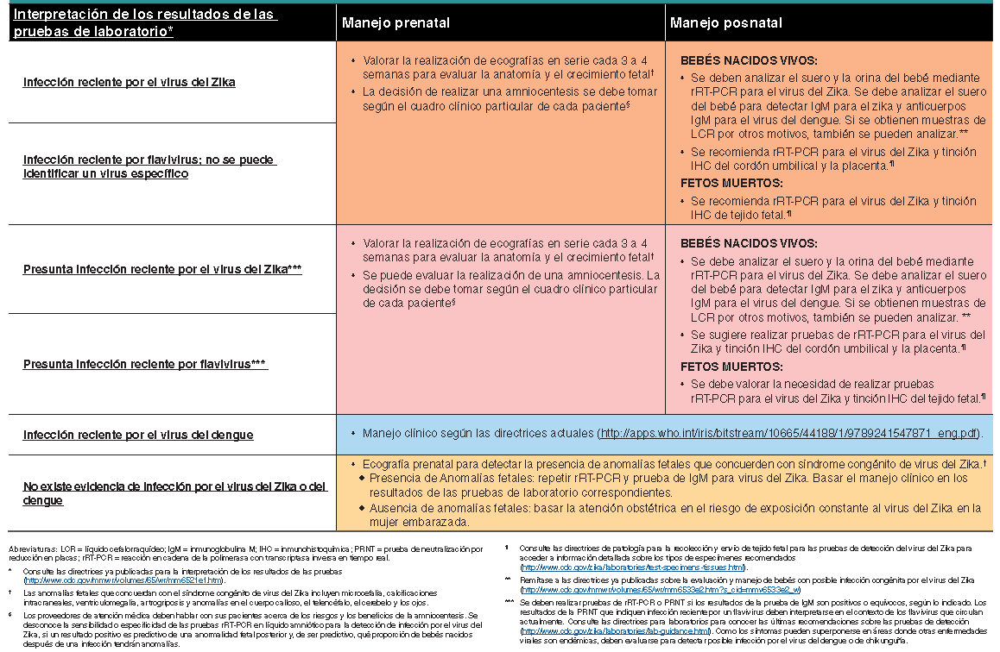 Interpretación de los resultados de las
pruebas de laboratorio*
Manejo prenatal
Manejo posnatal
Infección reciente por el virus del Zika
Infección reciente por flavivirus; no se puede
identificar un virus específico
• Valorar la realización de ecografías en serie cada 3 a 4
semanas para evaluar la anatomía y el crecimiento fetal†
• La decisión de realizar una amniocentesis se debe tomar
según el cuadro clínico particular de cada paciente§
BEBÉS NACIDOS VIVOS:
• Se deben analizar el suero y la orina del bebé mediante
rRT-PCR para el virus del Zika. Se debe analizar el suero
del bebé para detectar IgM para el zika y anticuerpos
IgM para el virus del dengue. Si se obtienen muestras de
LCR por otros motivos, también se pueden analizar.**
• Se recomienda rRT-PCR para el virus del Zika y tinción
IHC del cordón umbilical y la placenta.¶
FETOS MUERTOS:
• Se recomienda rRT-PCR para el virus del Zika y tinción
IHC de tejido fetal.¶
Presunta infección reciente por el virus del Zika***
Presunta infección reciente por flavivirus***
• Valorar la realización de ecografías en serie cada 3 a 4
semanas para evaluar la anatomía y el crecimiento fetal†
• Se puede evaluar la realización de una amniocentesis. La
decisión se debe tomar según el cuadro clínico particular
de cada paciente§
BEBÉS NACIDOS VIVOS:
• Se debe analizar el suero y la orina del bebé mediante
rRT-PCR para el virus del Zika. Se debe analizar el suero
del bebé para detectar IgM para el zika y anticuerpos
IgM para el virus del dengue. Si se obtienen muestras de
LCR por otros motivos, también se pueden analizar. **
• Se sugiere realizar pruebas de rRT-PCR para el virus del
Zika y tinción IHC del cordón umbilical y la placenta.¶
FETOS MUERTOS:
• Se debe valorar la necesidad de realizar pruebas
rRT-PCR para el virus del Zika y tinción IHC del tejido fetal.¶
Infección reciente por el virus del dengue
• Manejo clínico según las directrices actuales (http://apps.who.int/iris/bitstream/10665/44188/1/9789241547871_eng.pdf).
No existe evidencia de infección por el virus del Zika o del
dengue
• Ecografía prenatal para detectar la presencia de anomalías fetales que concuerden con síndrome congénito de virus del Zika.†
◆ Presencia de Anomalías fetales: repetir rRT-PCR y prueba de IgM para virus del Zika. Basar el manejo clínico en los
resultados de las pruebas de laboratorio correspondientes.
◆ Ausencia de anomalías fetales: basar la atención obstétrica en el riesgo de exposición constante al virus del Zika en la
mujer embarazada.
Abreviaturas: LCR = líquido cefalorraquídeo; IgM = inmunoglobulina M; IHC = inmunohistoquímica; PRNT = prueba de neutralización por
reducción en placas; rRT-PCR = reacción en cadena de la polimerasa con transcriptasa inversa en tiempo real.
* Consulte las directrices ya publicadas para la interpretación de los resultados de las pruebas
(http://www.cdc.gov/mmwr/volumes/65/wr/mm6521e1.htm).
† Las anomalías fetales que concuerdan con el síndrome congénito de virus del Zika incluyen microcefalia, calcificaciones
intracraneales, ventriculomegalia, artrogriposis y anomalías en el cuerpo calloso, el telencéfalo, el cerebelo y los ojos.
§ Los proveedores de atención médica deben hablar con sus pacientes acerca de los riesgos y los beneficios de la amniocentesis. Se
desconoce la sensibilidad o especificidad de las pruebas rRT-PCR en líquido amniótico para la detección de infección por el virus del
Zika, si un resultado positivo es predictivo de una anormalidad fetal posterior y, de ser predictivo, qué proporción de bebés nacidos
después de una infección tendrán anomalías.
¶ Consulte las directrices de patología para la recolección y envío de tejido fetal para las pruebas de detección del virus del Zika para
acceder a información detallada sobre los tipos de especímenes recomendados
(http://www.cdc.gov/zika/laboratories/test-specimens-tissues.html).
** Remítase a las directrices ya publicadas sobre la evaluación y manejo de bebés con posible infección congénita por el virus del Zika
(http://www.cdc.gov/mmwr/volumes/65/wr/mm6533e2.htm?s_cid=mm6533e2_w)
*** Se deben realizar pruebas de rRT-PCR o PRNT si los resultados de la prueba de IgM son positivos o equívocos, según lo indicado. Los
resultados de la PRNT que indiquen infección reciente por un flavivirus deben interpretarse en el contexto de los flavivirus que circulan
actualmente. Consulte las directrices para laboratorios para conocer las últimas recomendaciones sobre las pruebas de detección
(http://www.cdc.gov/zika/laboratories/lab-guidance.html). Como los síntomas pueden superponerse en áreas donde otras enfermedades
virales son endémicas, deben evaluarse para detectar posible infección por el virus del dengue o de chikunguña.